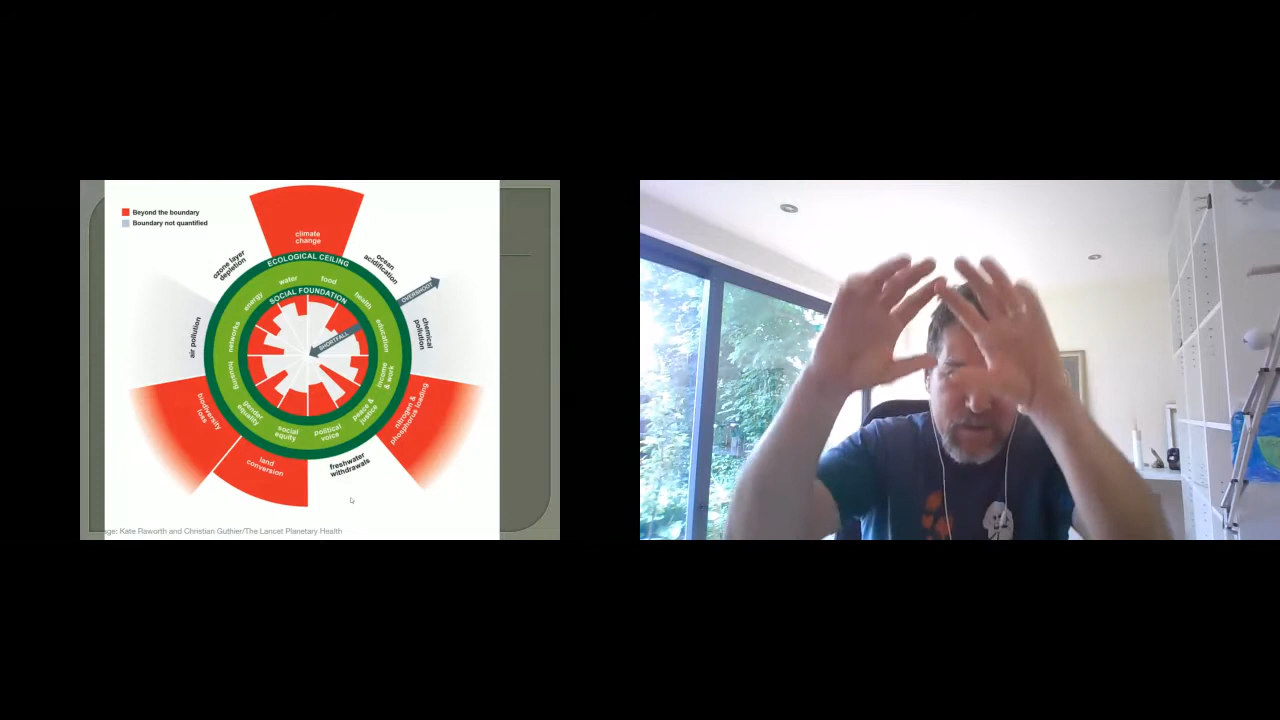 Beyond the boundary
Boundary not quantified
climate
change
ozone layer
depletion
ocean
acidification
ECOLOGICAL CEILING
water
food
energy
SOCIAL FOUNDATION
health
OVERSHOOT
air pollution
networks
SHORTFALL
education
chemical
pollution
housing
income
& work
biodiversity
loss
gender
equality
peace &
justice
nitrogen &
phosphorus loading
social
equity
political
voice
land
conversion
freshwater
withdrawals
age: Kate Raworth and Christian Guthier/The Lancet Planetary Health